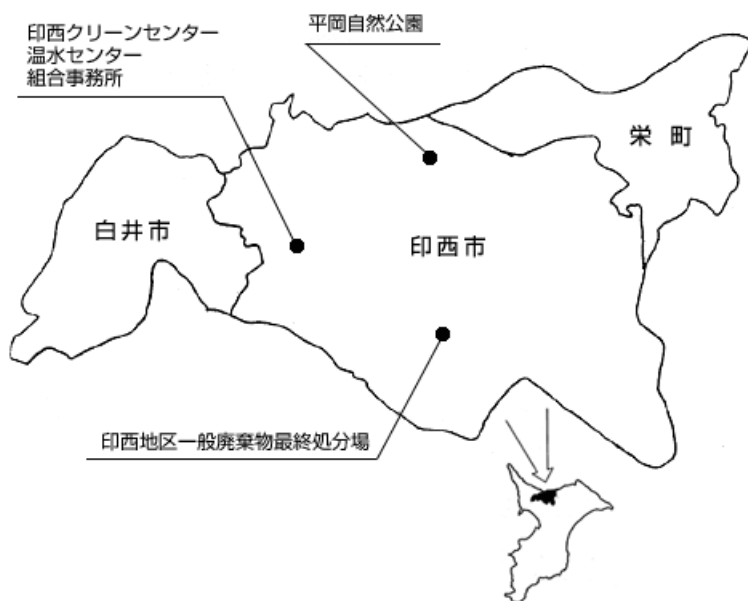 印西クリーンセンター
温水センター
組合事務所
平岡自然公園
栄町
白井市
印西市
印西地区一般廃棄物最終処分場